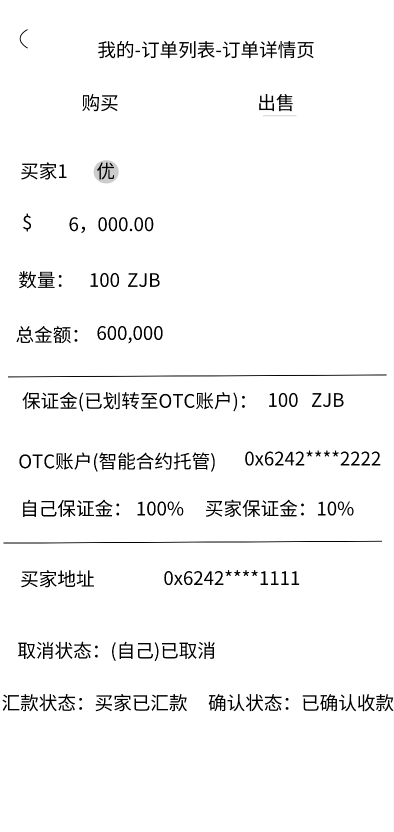 我的-订单列表-订单详情页
购买 出售
买家1 优
$ 6，000.00
数量： 100 ZJB
总金额： 600,000
保证金(已划转至OTC账户)： 100 ZJB
OTC账户(智能合约托管) 0x6242****2222
自己保证金： 100% 买家保证金：10%
买家地址 0x6242****1111
取消状态：(自己)已取消
汇款状态：买家已汇款 确认状态：已确认收款